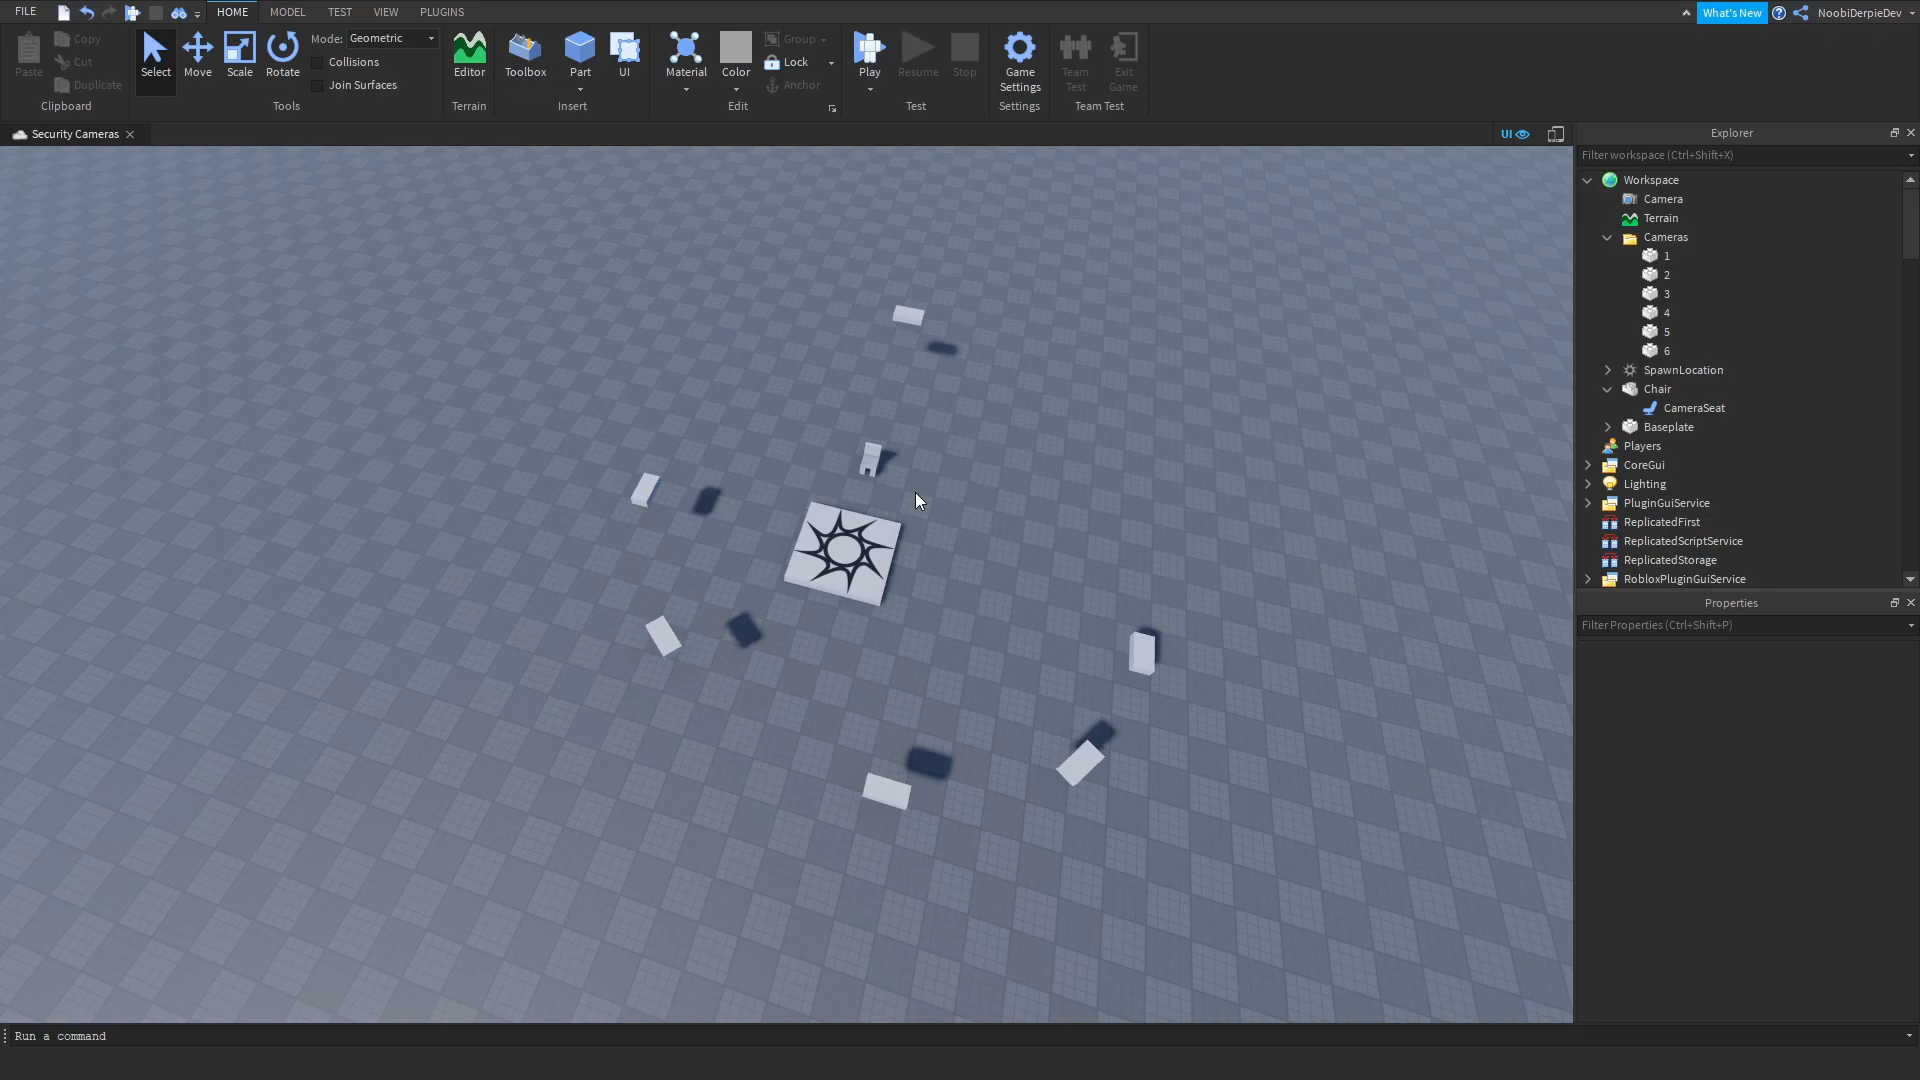 FILE HOME MODEL TEST VIEW PLUGINS What's New NoobiDerpieDev
Paste
Copy
Cut
Duplicate
Clipboard
Select
Move
Scale
Rotate
Mode: Geometric
Collisions
Join Surfaces
Tools
Editor
Terrain
Toolbox
Part
UI
Insert
Material
Color
Group
Lock
Anchor
Edit
Play
Resume
Stop
Test
Game
Settings
Settings
Team
Test
Exit
Game
Team Test
Security Cameras
UI
Explorer
Filter workspace (Ctrl+Shift+X)
Workspace
Camera
Terrain
Cameras
1
2
3
4
5
6
SpawnLocation
Chair
CameraSeat
Baseplate
Players
CoreGui
Lighting
PluginGuiService
ReplicatedFirst
ReplicatedScriptService
ReplicatedStorage
RobloxPluginGuiService
Properties
Filter Properties (Ctrl+Shift+P)
Run a command